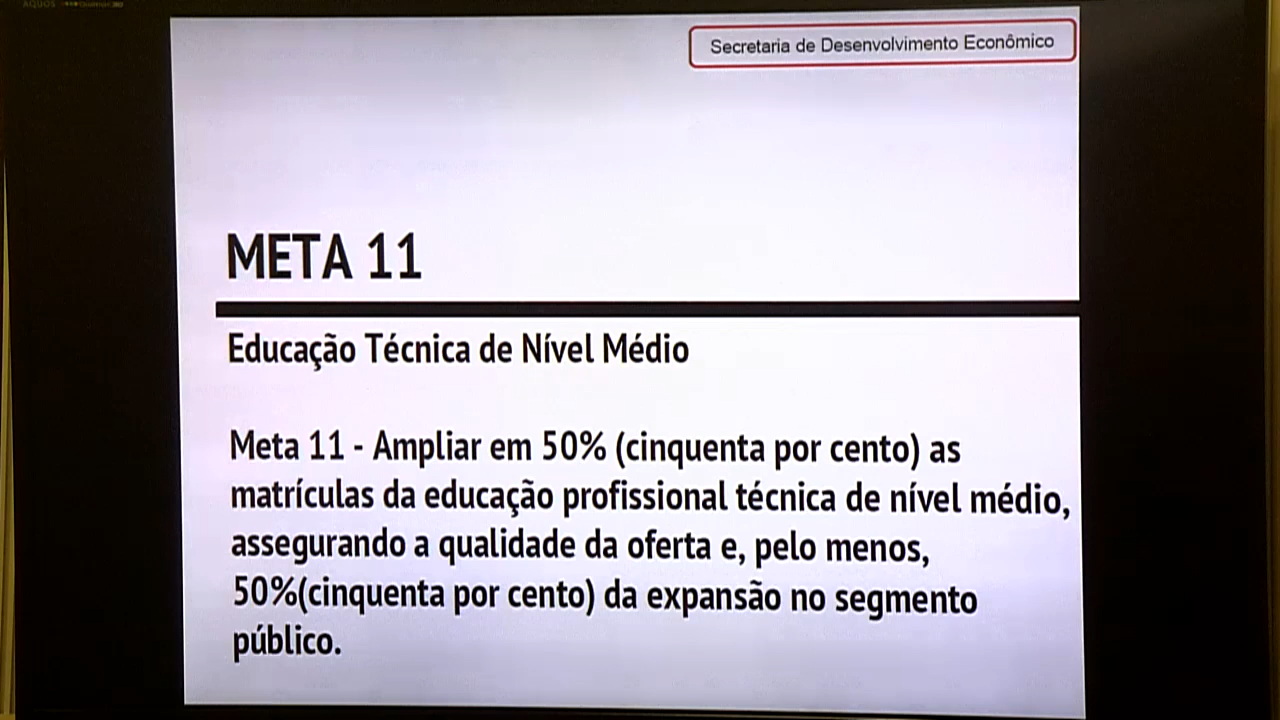 AQUOS
Secretaria de Desenvolvimento Econômico
META 11
Educação Técnica de Nível Médio
Meta 11 - Ampliar em 50% (cinquenta por cento) as
matrículas da educação profissional técnica de nível médio,
assegurando a qualidade da oferta e, pelo menos,
50%(cinquenta por cento) da expansão no segmento
público.